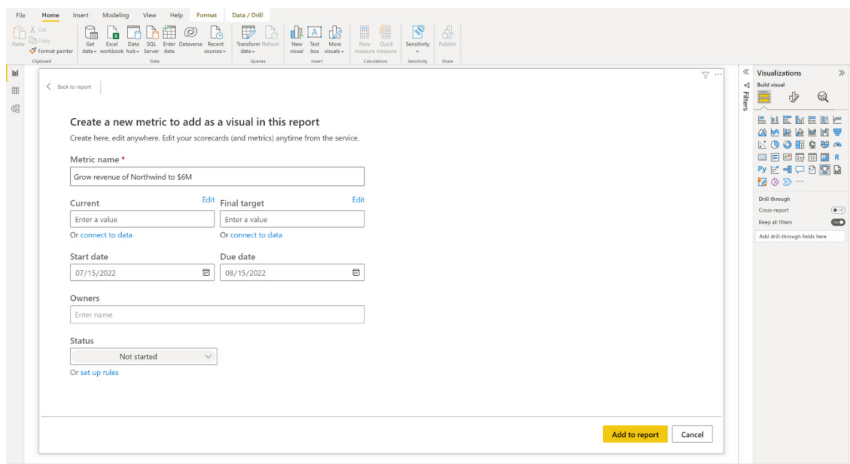 File Home Insert Modeling View Help Format Data / Drill
Paste Cut Copy Format painter
Get data Excel workbook Data hub SQL Server Enter data Dataverse Recent sources Transform data Refresh New visual Text box More visuals New measure Quick measure Sensitivity Publish
Clipboard Data Queries Insert Calculations Sensitivity Share
Back to report
Create a new metric to add as a visual in this report
Create here, edit anywhere. Edit your scorecards (and metrics) anytime from the service.
Metric name *
Grow revenue of Northwind to $6M
Current Edit Final target Edit
Enter a value Enter a value
Or connect to data Or connect to data
Start date Due date
07/15/2022 08/15/2022
Owners
Enter name
Status
Not started
Or set up rules
Add to report Cancel
Filters
Visualizations
Build visual
R
Py
Drill through
Cross-report
Keep all filters
Add drill-through fields here